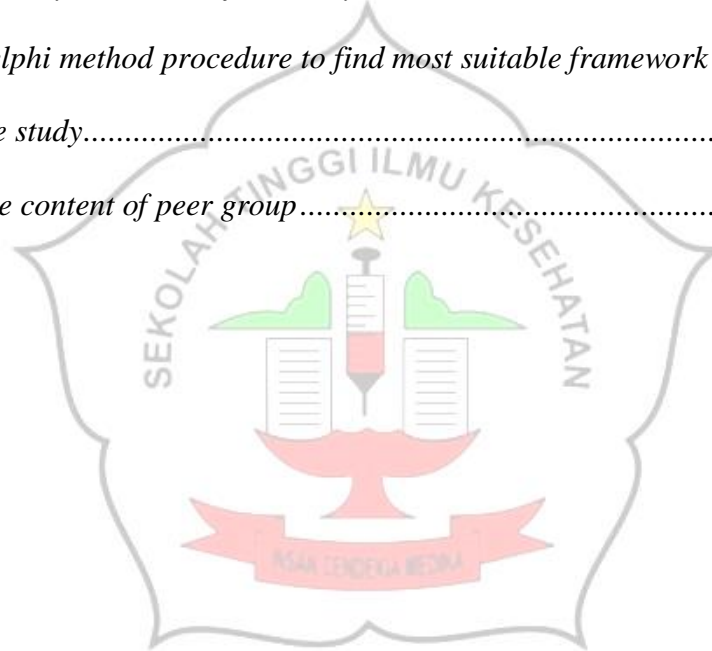 elphi method procedure to find most suitable framework
e study..............................................................................
e content of peer group..................................................
SEKOLAH TINGGI ILMU KESEHATAN
INSAN CENDEKIA MEDIKA